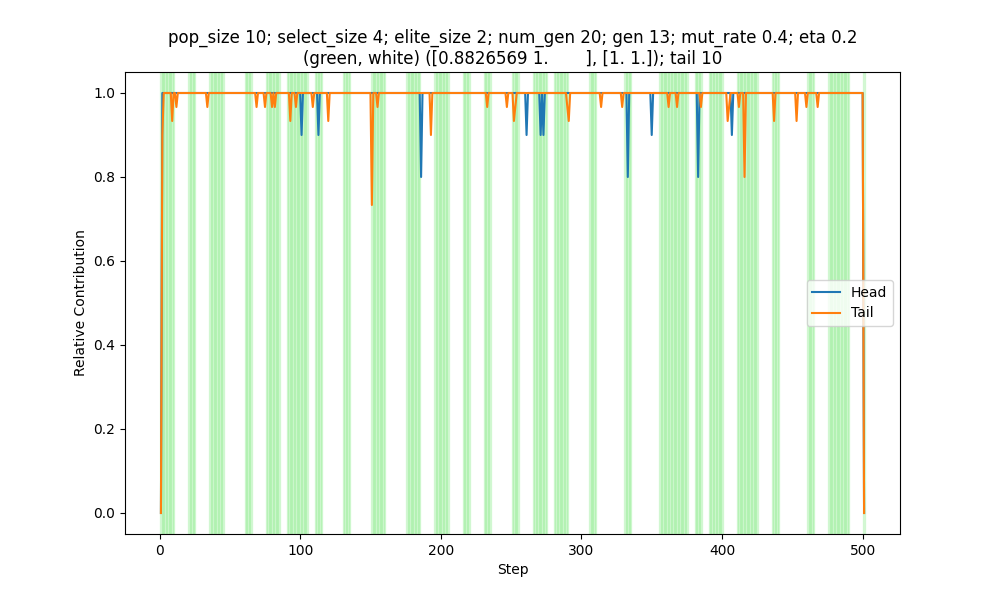 pop_size 10; select_size 4; elite_size 2; num_gen 20; gen 13; mut_rate 0.4; eta 0.2
(green, white) ([0.8826569 1.        ], [1. 1.]); tail 10
Relative Contribution
1.0
0.8
0.6
0.4
0.2
0.0
Head
Tail
0
100
200
300
400
500
Step